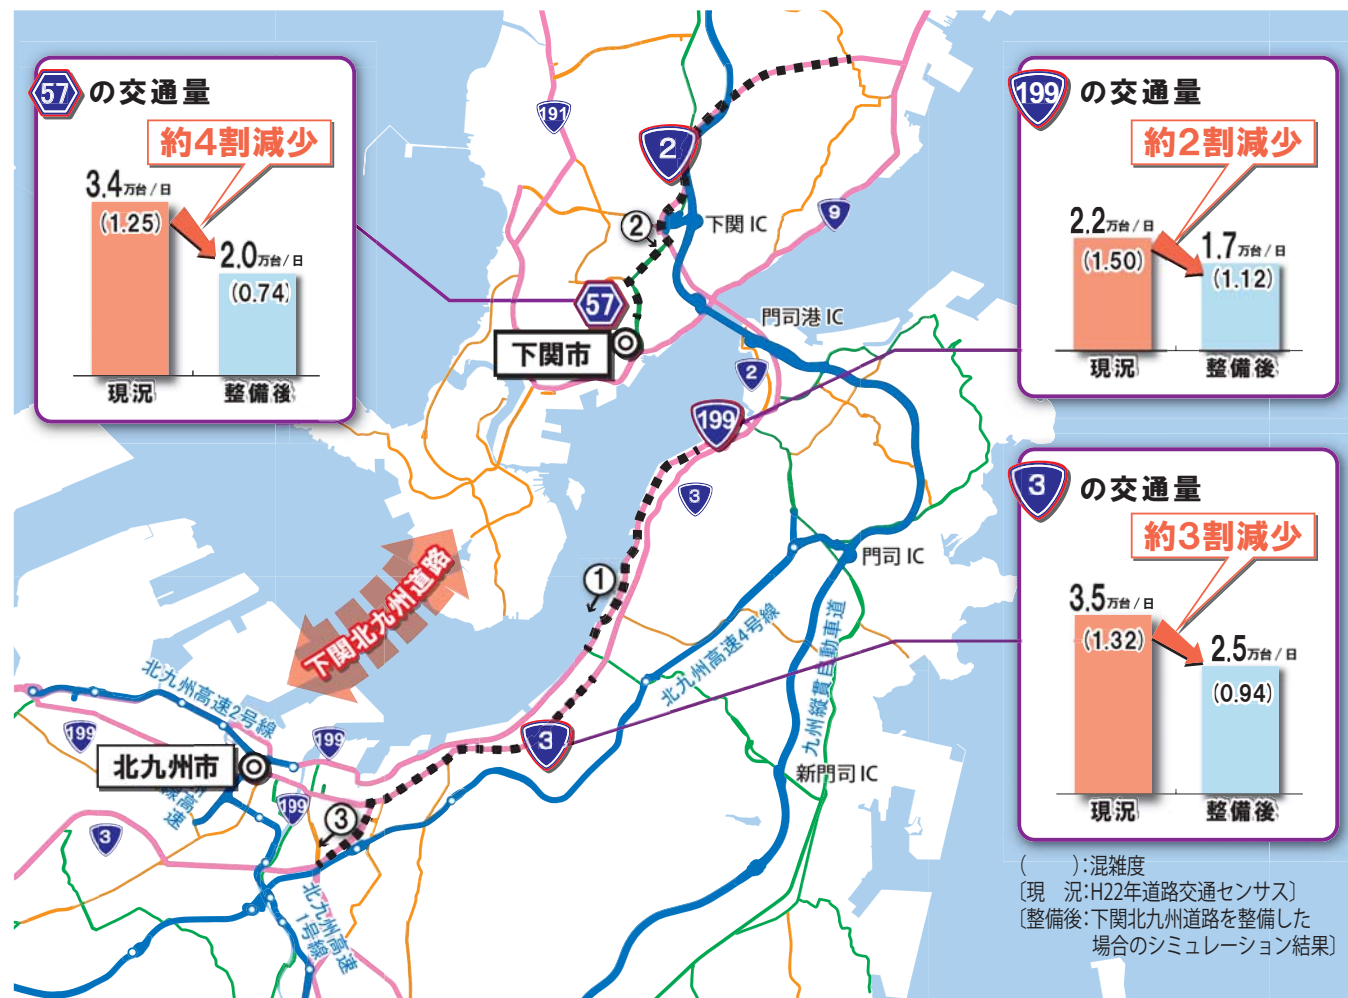 57 の交通量
約4割減少
3.4万台/日
(1.25)
2.0万台/日
(0.74)
現況
整備後
199 の交通量
約2割減少
2.2万台/日
(1.50)
1.7万台/日
(1.12)
現況
整備後
3 の交通量
約3割減少
3.5万台/日
(1.32)
2.5万台/日
(0.94)
現況
整備後
( ):混雑度
〔現　況:H22年道路交通センサス〕
〔整備後:下関北九州道路を整備した
場合のシミュレーション結果〕
191
2
9
②
下関 IC
57
下関市
門司港 IC
2
199
3
①
門司 IC
下関北九州道路
北九州高速4号線
九州縦貫自動車道
北九州高速2号線
199
199
3
北九州市
新門司 IC
199
③
3
線高速
北九州高速
1号線